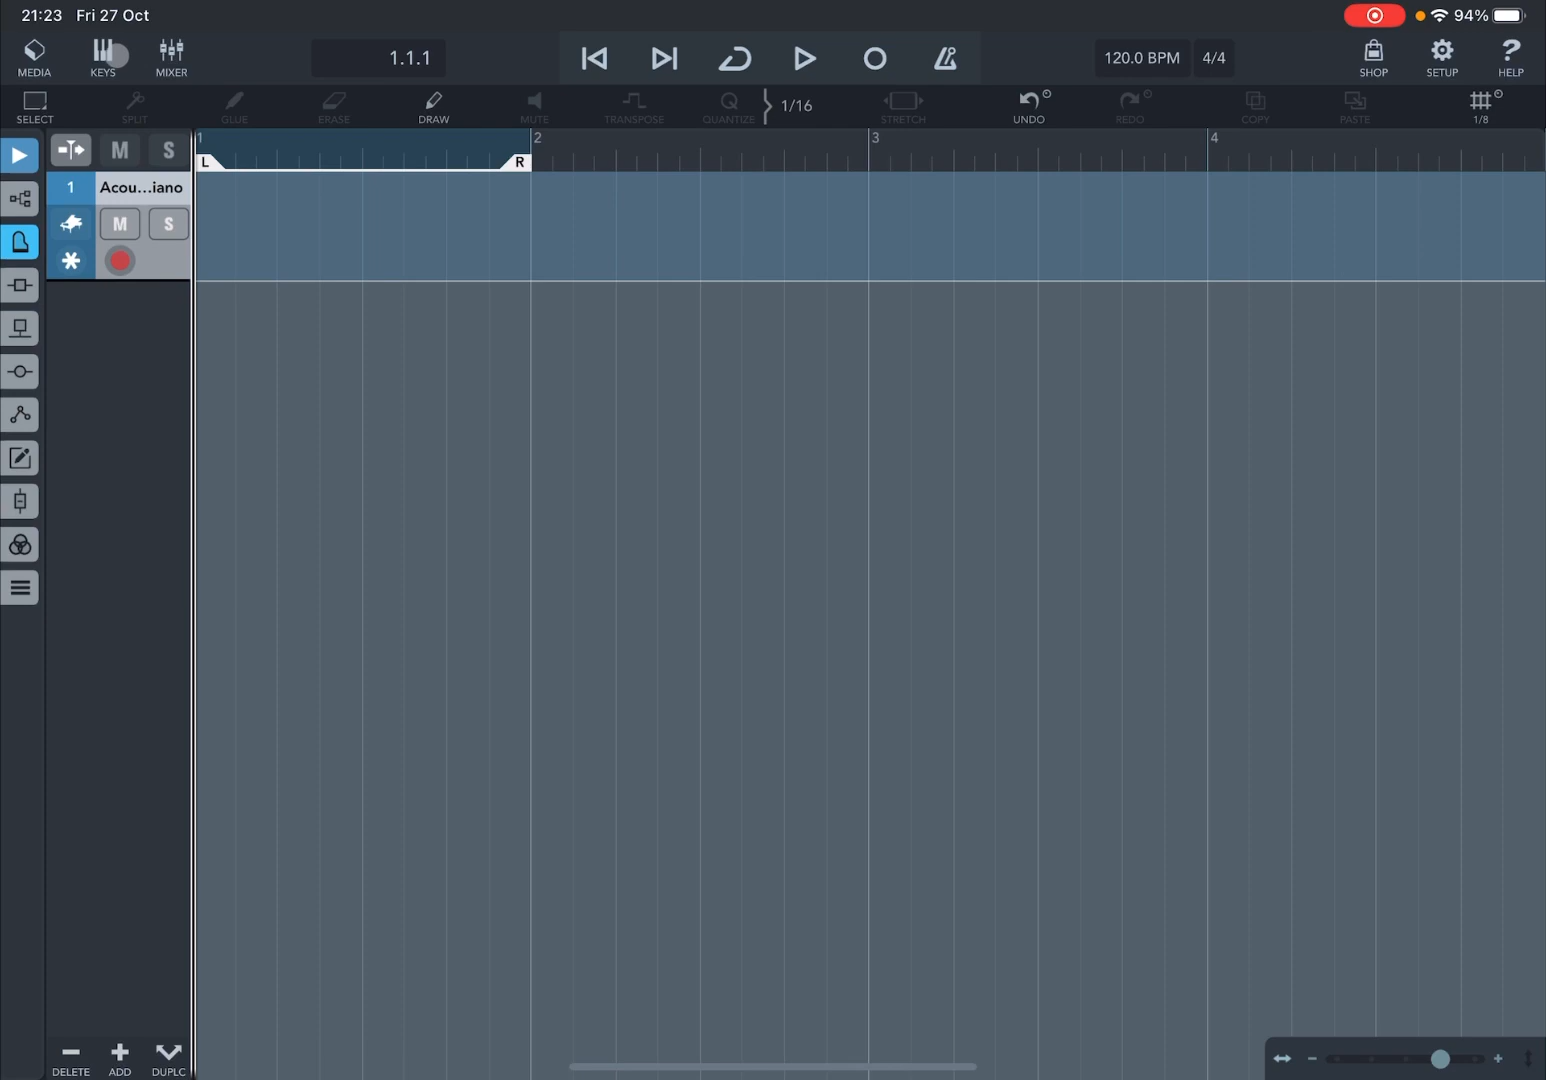 21:23 Fri 27 Oct 94%
MEDIA KEYS MIXER 1.1.1 120.0 BPM 4/4 SHOP SETUP ? HELP
SELECT SPLIT GLUE ERASE DRAW MUTE TRANSPOSE Q QUANTIZE 1/16 STRETCH UNDO REDO COPY PASTE 1/8
M S 1 2 3 4
L R
1 Acou...iano
M S
DELETE ADD DUPLC